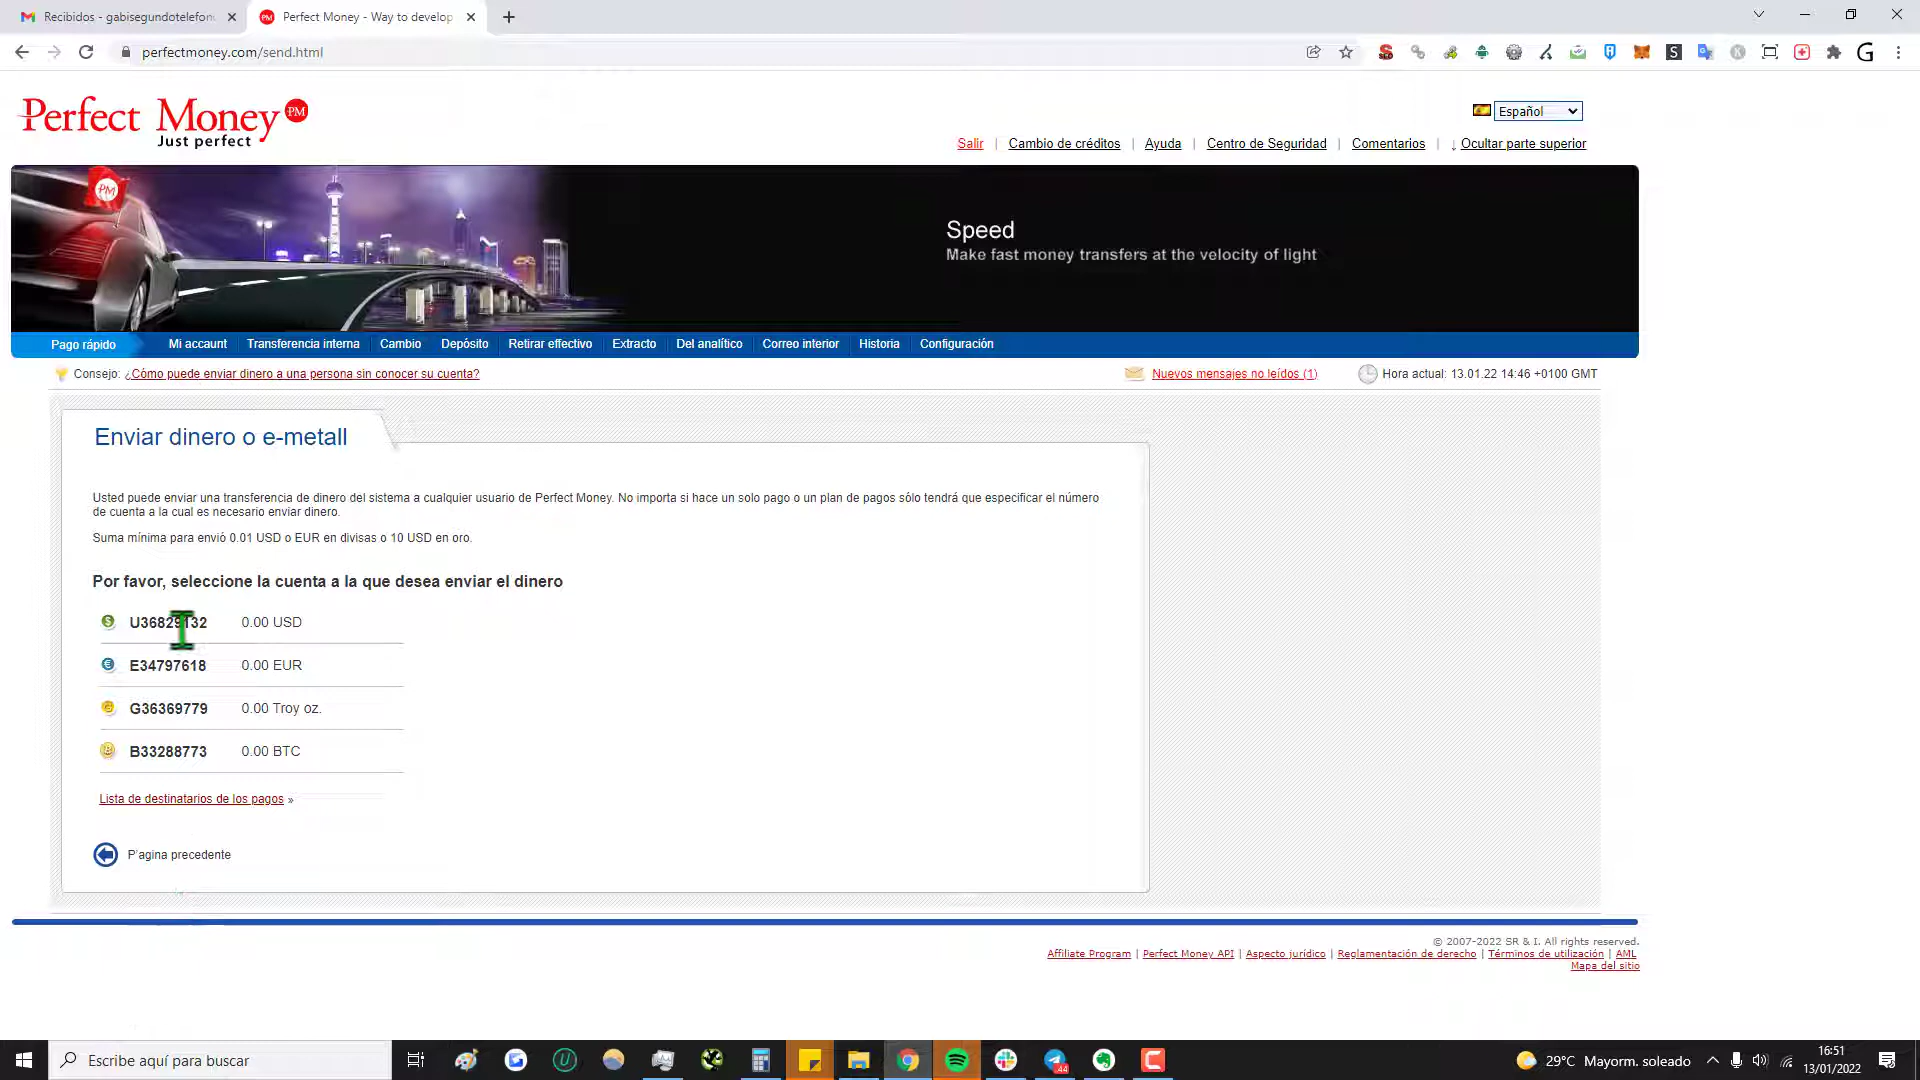 Recibidos - gabisegundotelefon
Perfect Money - Way to develop
perfectmoney.com/send.html
Perfect Money PM
Just perfect
Español
Salir | Cambio de créditos | Ayuda | Centro de Seguridad | Comentarios | ↓ Ocultar parte superior
PM
Speed
Make fast money transfers at the velocity of light
Pago rápido Mi accaunt Transferencia interna Cambio Depósito Retirar effectivo Extracto Del analítico Correo interior Historia Configuración
Consejo: ¿Cómo puede enviar dinero a una persona sin conocer su cuenta?
Nuevos mensajes no leídos (1)
Hora actual: 13.01.22 14:46 +0100 GMT
Enviar dinero o e-metall
Usted puede enviar una transferencia de dinero del sistema a cualquier usuario de Perfect Money. No importa si hace un solo pago o un plan de pagos sólo tendrá que especificar el número
de cuenta a la cual es necesario enviar dinero.
Suma mínima para envió 0.01 USD o EUR en divisas o 10 USD en oro.
Por favor, seleccione la cuenta a la que desea enviar el dinero
U36829132 0.00 USD
E34797618 0.00 EUR
G36369779 0.00 Troy oz.
B33288773 0.00 BTC
Lista de destinatarios de los pagos »
P'agina precedente
© 2007-2022 SR & I. All rights reserved.
Affiliate Program | Perfect Money API | Aspecto jurídico | Reglamentación de derecho | Términos de utilización | AML
Mapa del sitio
Escribe aquí para buscar
44
29°C Mayorm. soleado
16:51
13/01/2022